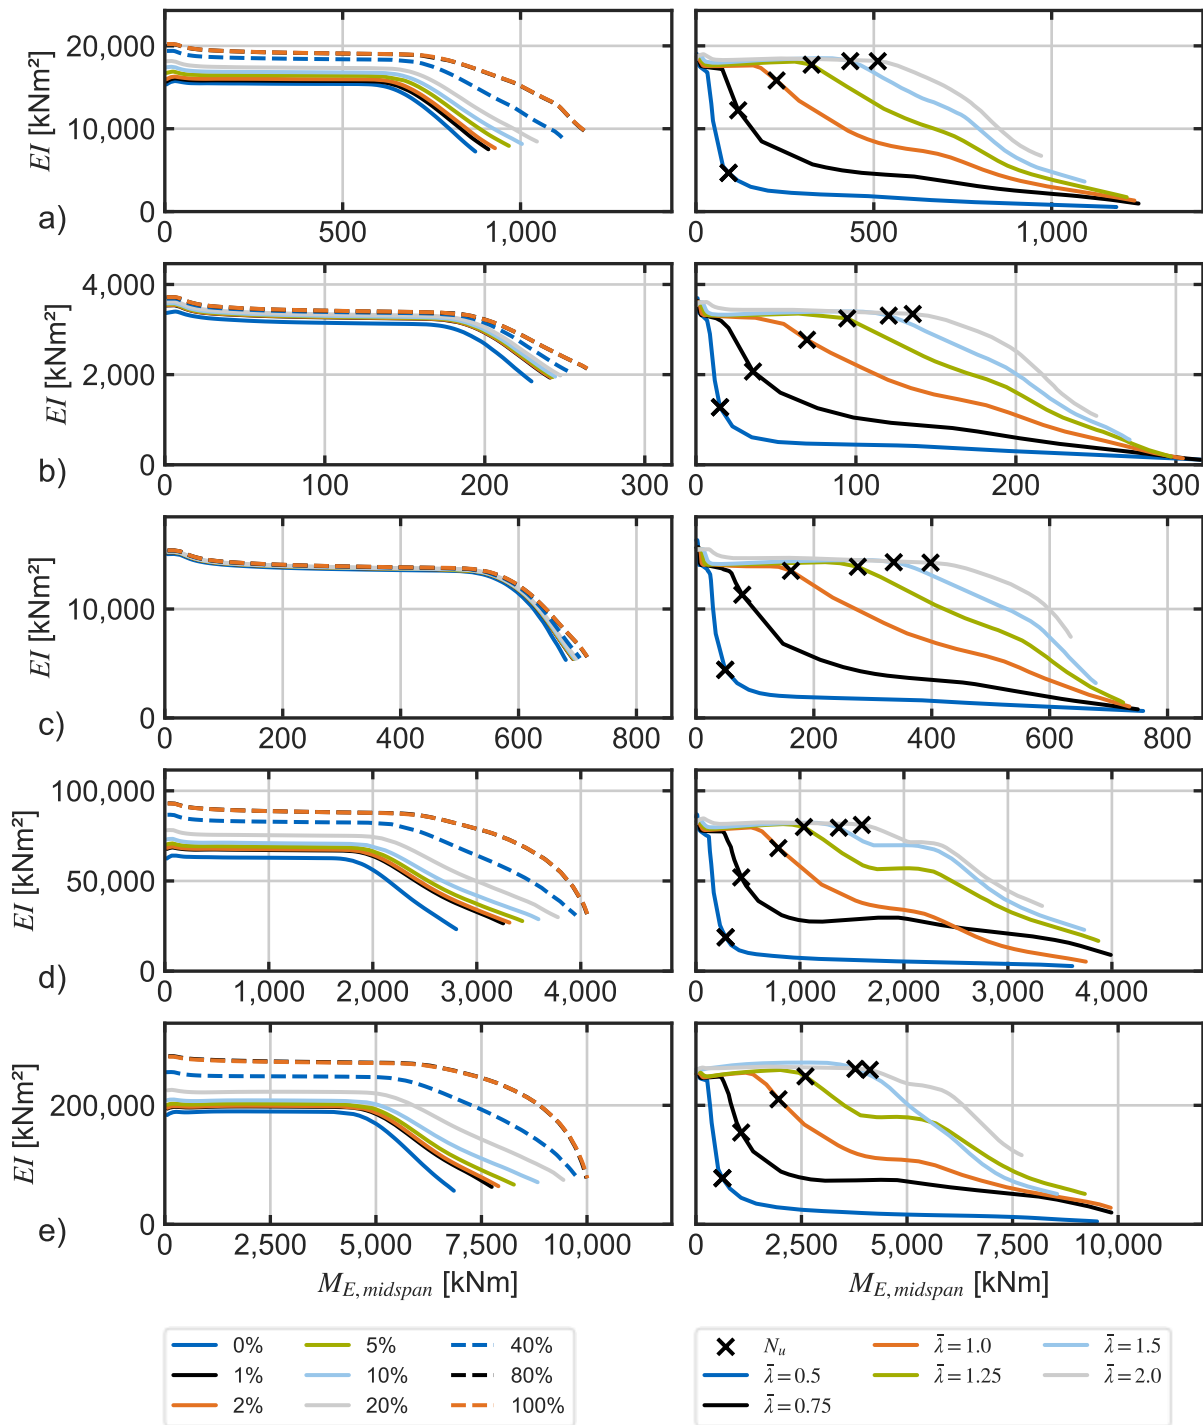 20,000
10,000
0
EI [kNm²]
a)
0 500 1,000
0 500 1,000
4,000
2,000
0
EI [kNm²]
b)
0 100 200 300
0 100 200 300
10,000
0
EI [kNm²]
c)
0 200 400 600 800
0 200 400 600 800
100,000
50,000
0
EI [kNm²]
d)
0 1,000 2,000 3,000 4,000
0 1,000 2,000 3,000 4,000
200,000
0
EI [kNm²]
e)
0 2,500 5,000 7,500 10,000
0 2,500 5,000 7,500 10,000
M_E,midspan [kNm]
M_E,midspan [kNm]
0% 5% 40%
1% 10% 80%
2% 20% 100%
N_u λ̄=1.0 λ̄=1.5
λ̄=0.5 λ̄=1.25 λ̄=2.0
λ̄=0.75